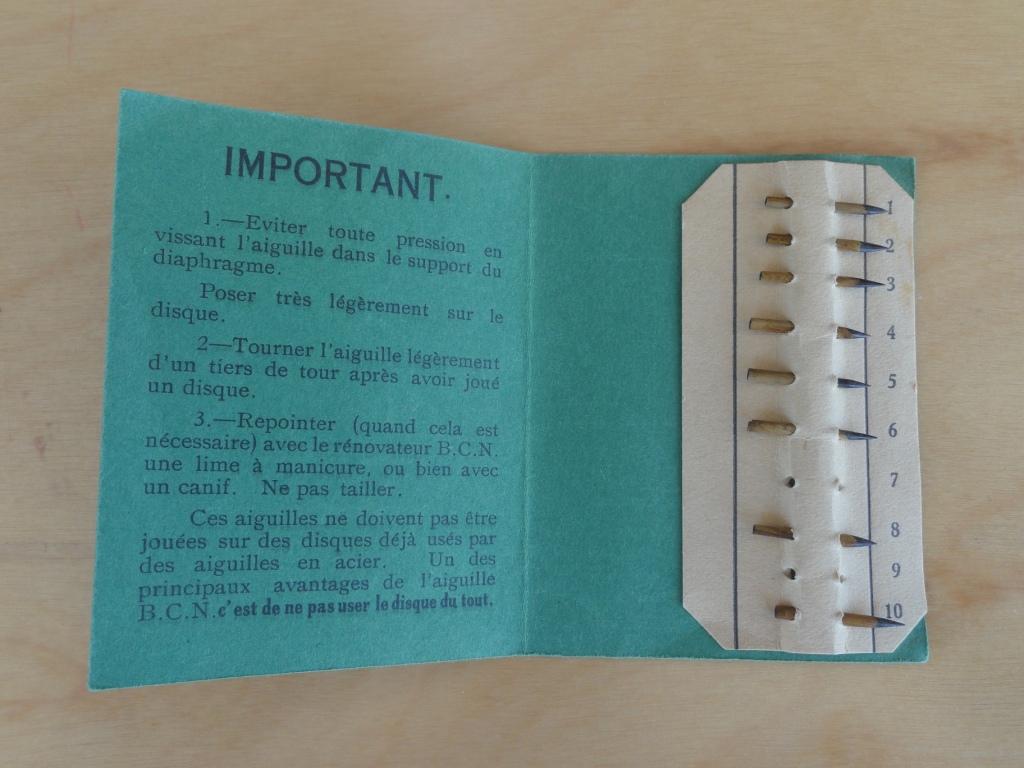 IMPORTANT.
1.—Eviter toute pression en
vissant l'aiguille dans le support du
diaphragme.
Poser très légèrement sur le
disque.
2—Tourner l'aiguille légèrement
d'un tiers de tour après avoir joué
un disque.
3.—Repointer (quand cela est
nécessaire) avec le rénovateur B.C.N.
une lime à manicure, ou bien avec
un canif. Ne pas tailler.
Ces aiguilles ne doivent pas être
jouées sur des disques déjà usés par
des aiguilles en acier. Un des
principaux avantages de l'aiguille
B.C.N. c'est de ne pas user le disque du tout.
1
2
3
4
5
6
7
8
9
10